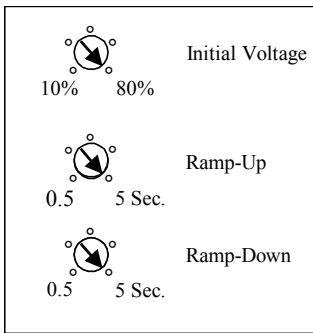 Initial Voltage
10% 80%
Ramp-Up
0.5 5 Sec.
Ramp-Down
0.5 5 Sec.